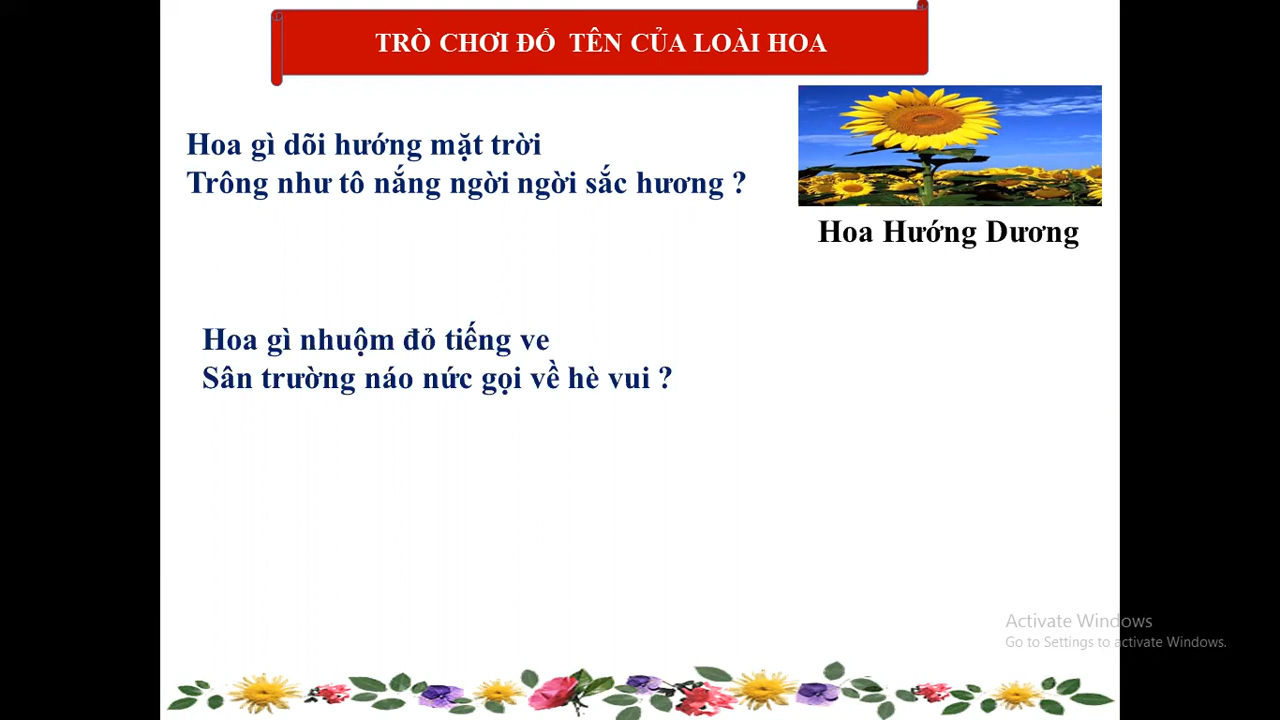 TRÒ CHƠI ĐỐ TÊN CỦA LOÀI HOA
Hoa gì dõi hướng mặt trời
Trông như tô nắng ngời ngời sắc hương ?
Hoa Hướng Dương
Hoa gì nhuộm đỏ tiếng ve
Sân trường náo nức gọi về hè vui ?
Activate Windows
Go to Settings to activate Windows.